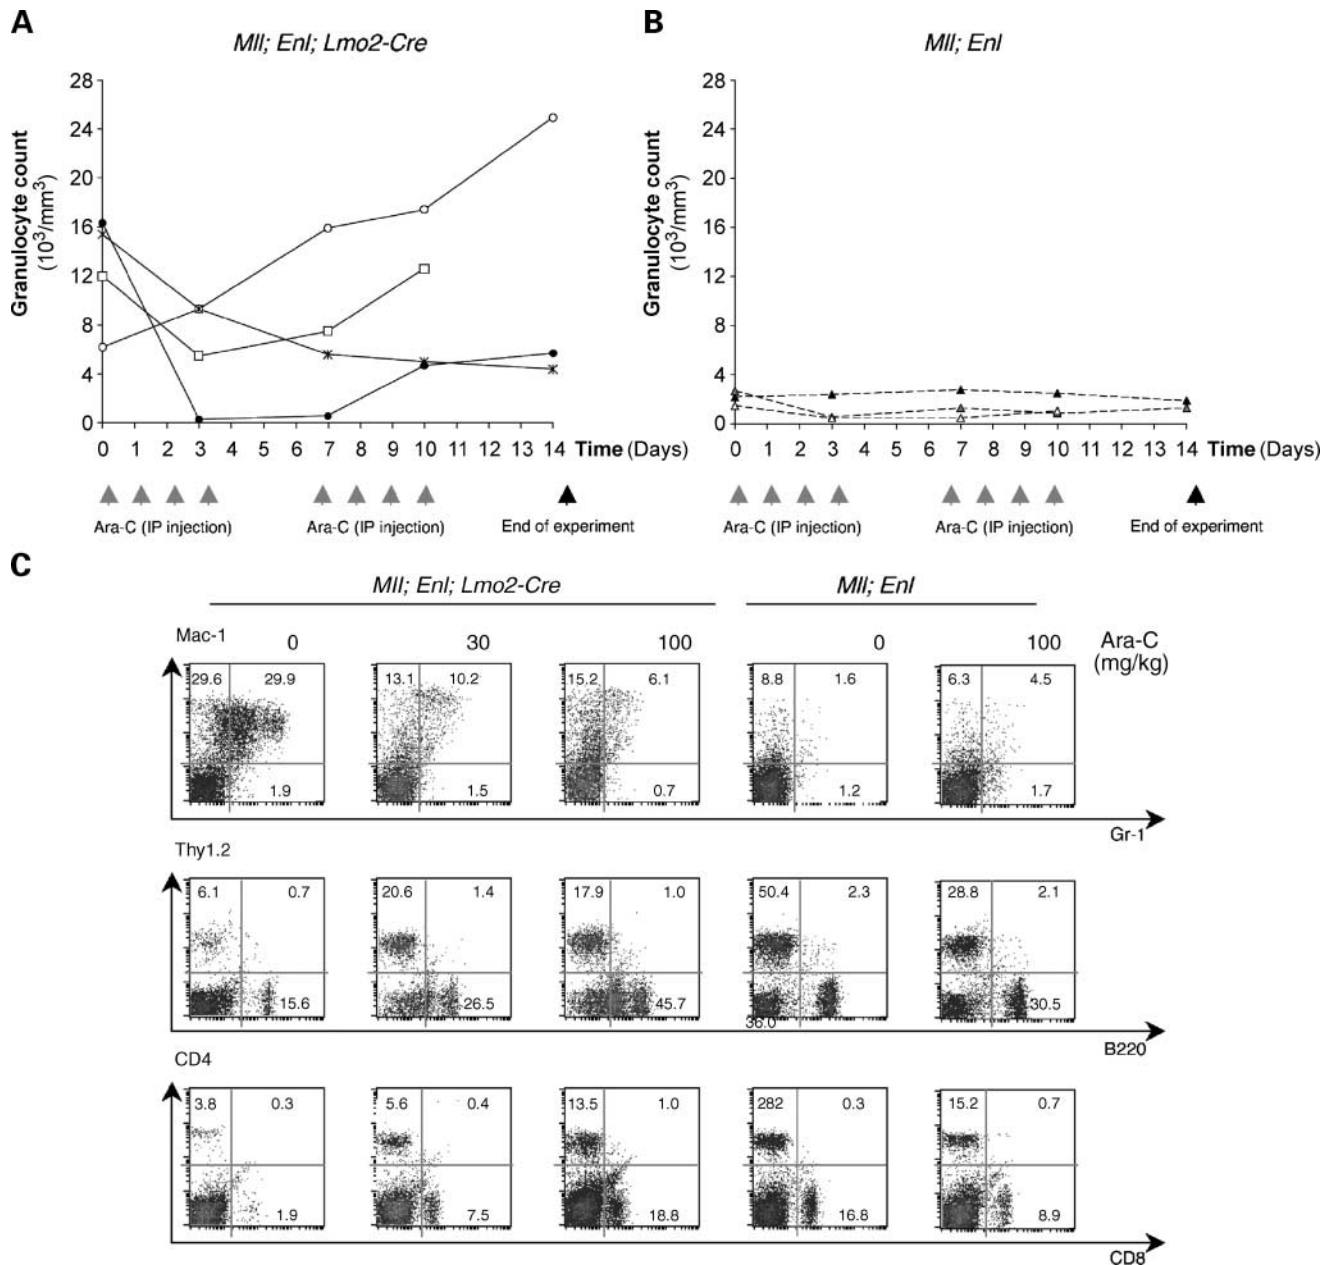 A
B
Mll; Enl; Lmo2-Cre
Mll; Enl
Granulocyte count
(10³/mm³)
28
24
20
16
12
8
4
0
0 1 3 4 5 7 8 10 12 13 11 14 Time (Days)
Ara-C (IP injection)
Ara-C (IP injection)
End of experiment
Granulocyte count
(10³/mm³)
28
24
20
16
12
8
4
0
0 1 2 3 4 5 6 7 8 9 10 11 12 13 14 Time (Days)
Ara-C (IP injection)
Ara-C (IP injection)
End of experiment
C
Mll; Enl; Lmo2-Cre
Mll; Enl
Mac-1
0 30 100 0 100 Ara-C
(mg/kg)
29.6 29.9 13.1 10.2 15.2 6.1 8.8 1.6 6.3 4.5
1.9 1.5 0.7 1.2 1.7
Gr-1
Thy1.2
6.1 0.7 20.6 1.4 17.9 1.0 50.4 2.3 28.8 2.1
15.6 26.5 45.7 30.5
36.0
B220
CD4
3.8 0.3 5.6 0.4 13.5 1.0 282 0.3 15.2 0.7
1.9 7.5 18.8 16.8 8.9
CD8